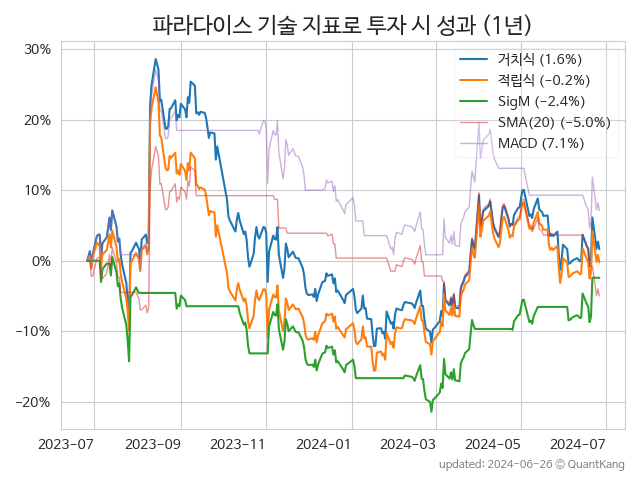 파라다이스 기술 지표로 투자 시 성과 (1년)
30%
20%
10%
0%
−10%
−20%
거치식 (1.6%)
적립식 (−0.2%)
SigM (−2.4%)
SMA(20) (−5.0%)
MACD (7.1%)
2023-07 2023-09 2023-11 2024-01 2024-03 2024-05 2024-07
updated: 2024-06-26 ⓒ QuantKang